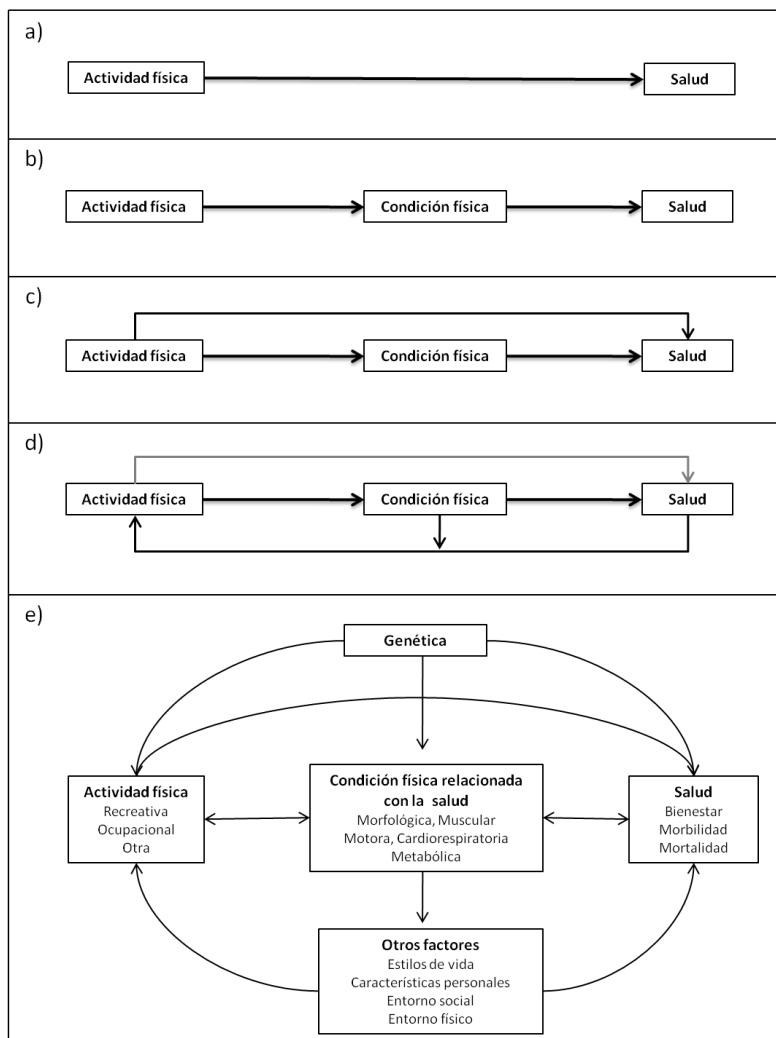 a)
Actividad física
Salud
b)
Actividad física
Condición física
Salud
c)
Actividad física
Condición física
Salud
d)
Actividad física
Condición física
Salud
e)
Genética
Actividad física
Recreativa
Ocupacional
Otra
Condición física relacionada
con la salud
Morfológica, Muscular
Motora, Cardiorespiratoria
Metabólica
Salud
Bienestar
Morbilidad
Mortalidad
Otros factores
Estilos de vida
Características personales
Entorno social
Entorno físico